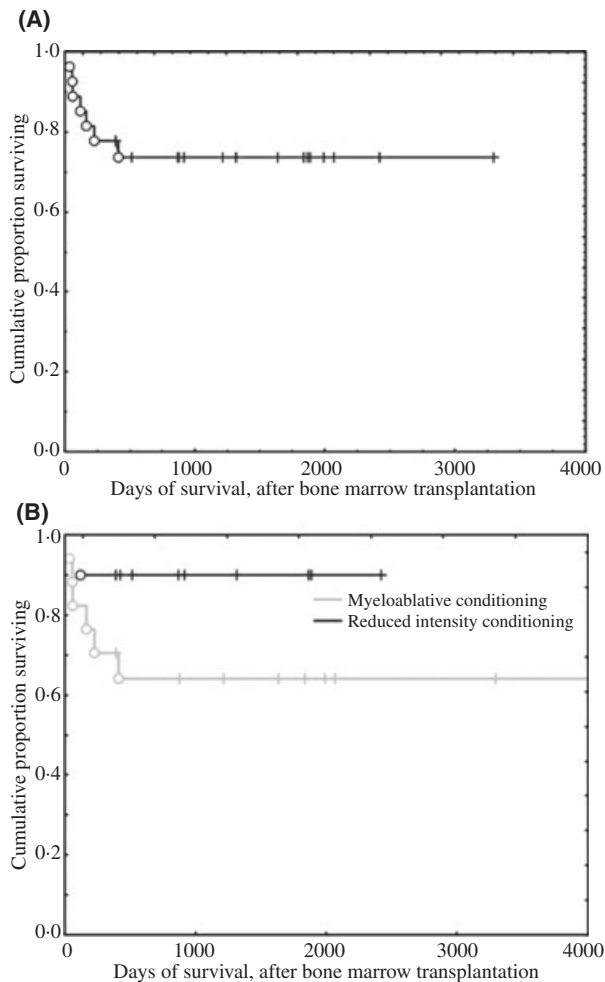 (A)
1·0
0·8
0·6
0·4
0·2
0·0
Cumulative proportion surviving
0 1000 2000 3000 4000
Days of survival, after bone marrow transplantation
(B)
1·0
0·8
0·6
0·4
0·2
0·0
Cumulative proportion surviving
Myeloablative conditioning
Reduced intensity conditioning
0 1000 2000 3000 4000
Days of survival, after bone marrow transplantation